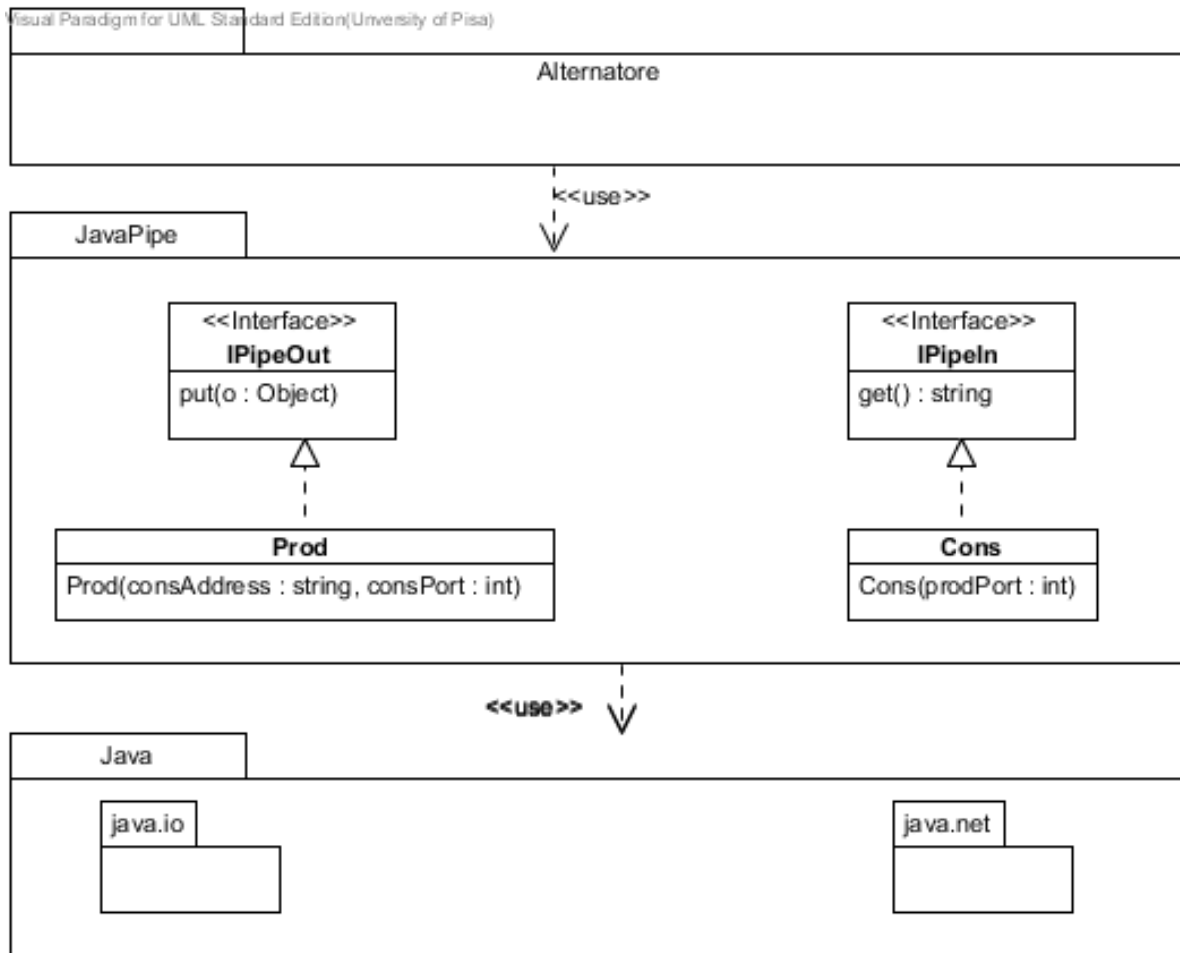 Visual Paradigm for UML Standard Edition(Unversity of Pisa)
Alternatore
<<use>>
JavaPipe
<<Interface>>
IPipeOut
put(o : Object)
<<Interface>>
IPipeIn
get() : string
Prod
Prod(consAddress : string, consPort : int)
Cons
Cons(prodPort : int)
<<use>>
Java
java.io
java.net